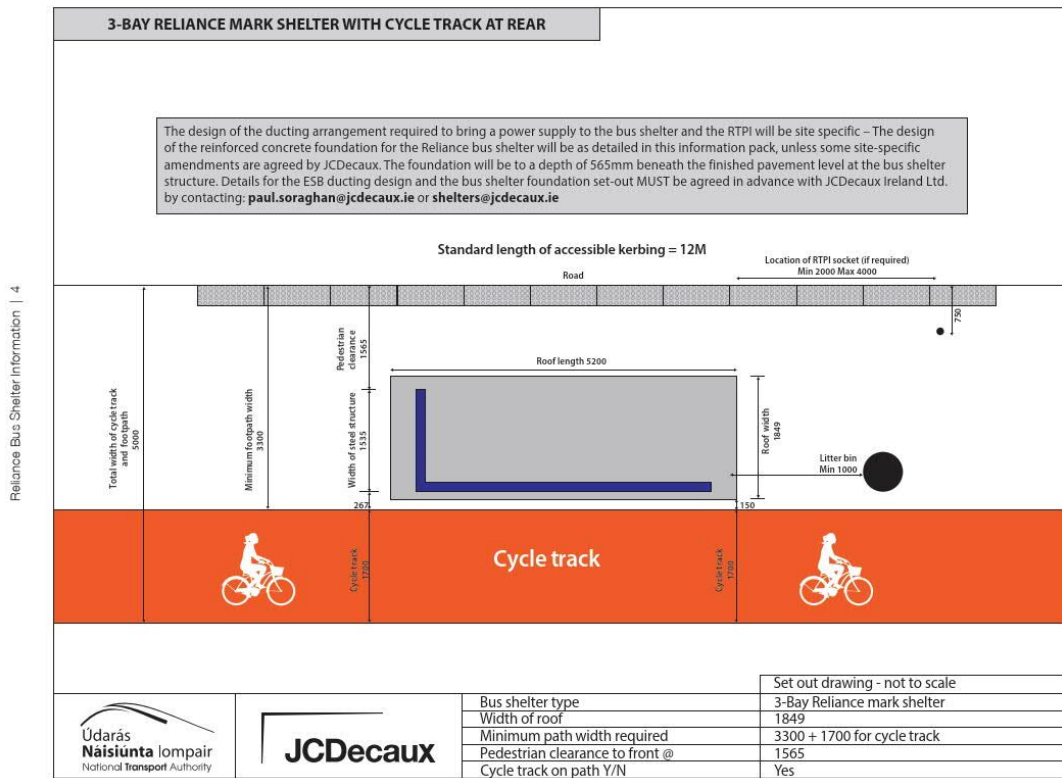 3-BAY RELIANCE MARK SHELTER WITH CYCLE TRACK AT REAR
The design of the ducting arrangement required to bring a power supply to the bus shelter and the RTPI will be site specific – The design
of the reinforced concrete foundation for the Reliance bus shelter will be as detailed in this information pack, unless some site-specific
amendments are agreed by JCDecaux. The foundation will be to a depth of 565mm beneath the finished pavement level at the bus shelter
structure. Details for the ESB ducting design and the bus shelter foundation set-out MUST be agreed in advance with JCDecaux Ireland Ltd.
by contacting: paul.soraghan@jcdecaux.ie or shelters@jcdecaux.ie
Standard length of accessible kerbing = 12M
Location of RTPI socket (if required)
Min 2000 Max 4000
Road
750
Pedestrian
clearance
1565
Roof length 5200
Total width of cycle track
and footpath
5000
Minimum footpath width
3300
Width of steel structure
1535
Roof width
1849
Litter bin
Min 1000
267
150
Cycle track
1700
Cycle track
Cycle track
1700
Reliance Bus Shelter Information | 4
Set out drawing - not to scale
Bus shelter type
3-Bay Reliance mark shelter
Width of roof
1849
Minimum path width required
3300 + 1700 for cycle track
Pedestrian clearance to front @
1565
Cycle track on path Y/N
Yes
Údarás
Náisiúnta Iompair
National Transport Authority
JCDecaux